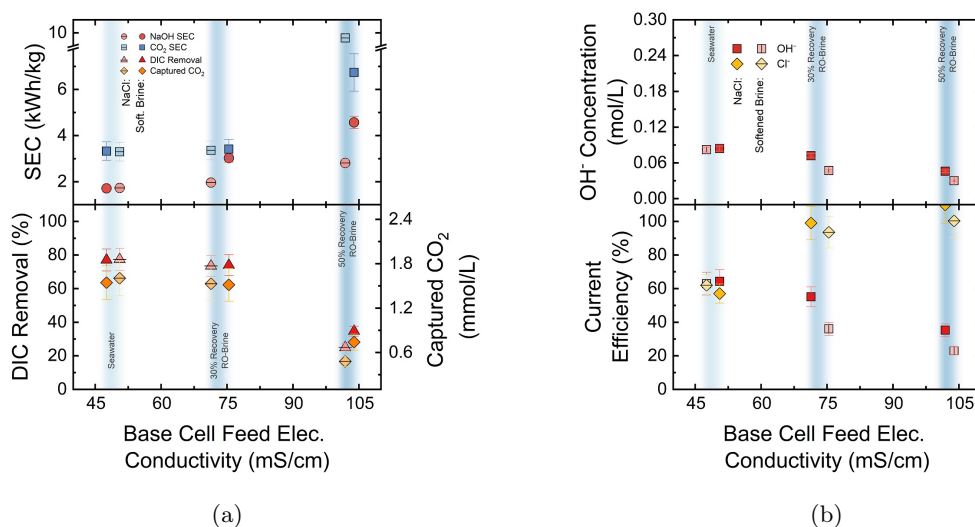 10
6
4
2
SEC (kWh/kg)
Seawater
NaOH SEC
CO2 SEC
DIC Removal
Captured CO2
NaCl:
Soft. Brine:
30% Recovery
RO-Brine
50% Recovery
RO-Brine
100
80
60
40
20
0
DIC Removal (%)
2.4
1.8
1.2
0.6
Captured CO2
(mmol/L)
45 60 75 90 105
Base Cell Feed Elec.
Conductivity (mS/cm)
(a)
0.30
0.24
0.18
0.12
0.06
0.00
OH- Concentration
(mol/L)
Seawater
OH-
Cl-
NaCl:
Softened Brine:
30% Recovery
RO-Brine
50% Recovery
RO-Brine
100
80
60
40
20
0
Current
Efficiency (%)
45 60 75 90 105
Base Cell Feed Elec.
Conductivity (mS/cm)
(b)